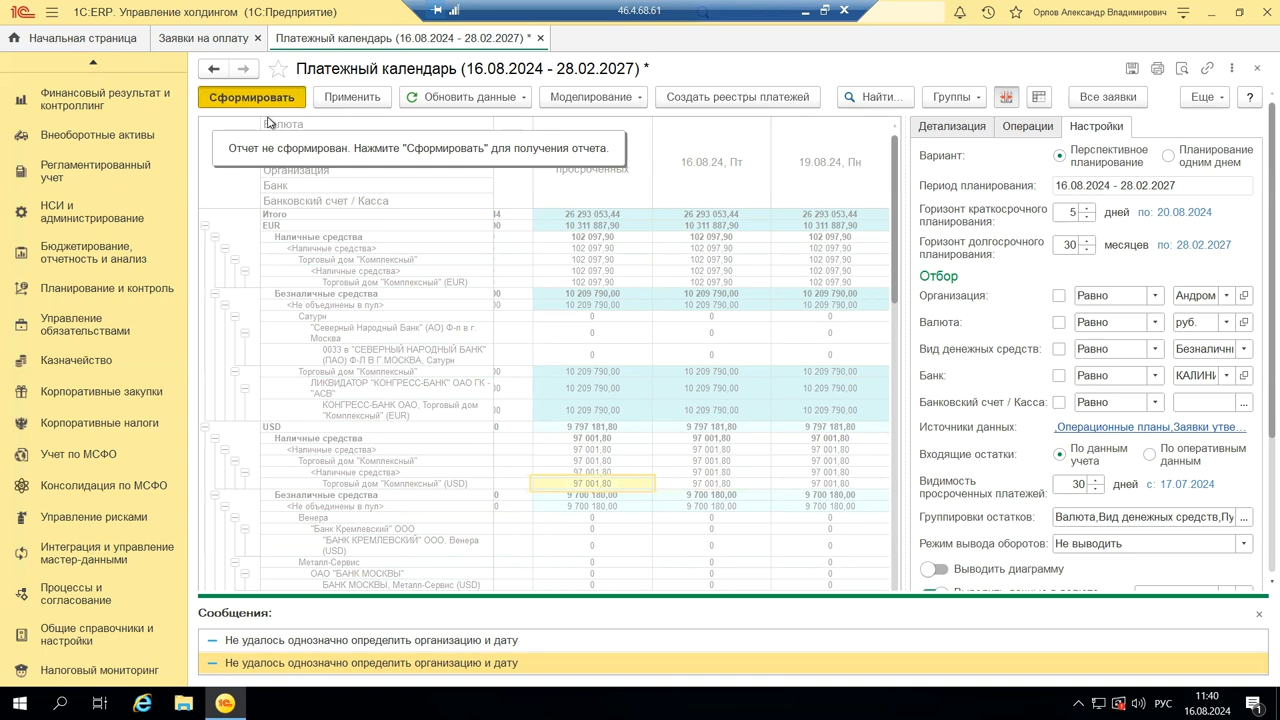 1С:ERP. Управление холдингом (1С:Предприятие)
46.4.68.61
Орлов Александр Владимирович
Начальная страница
Заявки на оплату ×
Платежный календарь (16.08.2024 - 28.02.2027) * ×
Платежный календарь (16.08.2024 - 28.02.2027) *
Сформировать
Применить
Обновить данные
Моделирование
Создать реестры платежей
Найти...
Группы
Все заявки
Еще
?
Финансовый результат и
контроллинг
Внеоборотные активы
Регламентированный
учет
НСИ и
администрирование
Бюджетирование,
отчетность и анализ
Планирование и контроль
Управление
обязательствами
Казначейство
Корпоративные закупки
Корпоративные налоги
Учет по МСФО
Консолидация по МСФО
Управление рисками
Интеграция и управление
мастер-данными
Процессы и
согласование
Общие справочники и
настройки
Налоговый мониторинг
Валюта
Отчет не сформирован. Нажмите "Сформировать" для получения отчета.
Организация
просроченных
16.08.24, Пт
19.08.24, Пн
Банк
Банковский счет / Касса
Итого 44 26 293 053,44 26 293 053,44 26 293 053,44
EUR 90 10 311 887,90 10 311 887,90 10 311 887,90
Наличные средства 102 097,90 102 097,90 102 097,90
<Наличные средства> 102 097,90 102 097,90 102 097,90
Торговый дом "Комплексный" 102 097,90 102 097,90 102 097,90
<Наличные средства> 102 097,90 102 097,90 102 097,90
Торговый дом "Комплексный" (EUR) 102 097,90 102 097,90 102 097,90
Безналичные средства 00 10 209 790,00 10 209 790,00 10 209 790,00
<Не объединены в пул> 00 10 209 790,00 10 209 790,00 10 209 790,00
Сатурн 0 0 0
"Северный Народный Банк" (АО) Ф-п в г.
Москва 0 0 0
0033 в "СЕВЕРНЫЙ НАРОДНЫЙ БАНК"
(ПАО) Ф-Л В Г МОСКВА, Сатурн 0 0 0
Торговый дом "Комплексный" 00 10 209 790,00 10 209 790,00 10 209 790,00
ЛИКВИДАТОР "КОНГРЕСС-БАНК" ОАО ГК -
"АСВ" 00 10 209 790,00 10 209 790,00 10 209 790,00
КОНГРЕСС-БАНК ОАО, Торговый дом
"Комплексный" (EUR) 00 10 209 790,00 10 209 790,00 10 209 790,00
USD 0 9 797 181,80 9 797 181,80 9 797 181,80
Наличные средства 97 001,80 97 001,80 97 001,80
<Наличные средства> 97 001,80 97 001,80 97 001,80
Торговый дом "Комплексный" 97 001,80 97 001,80 97 001,80
<Наличные средства> 97 001,80 97 001,80 97 001,80
Торговый дом "Комплексный" (USD) 97 001,80 97 001,80 97 001,80
Безналичные средства 0 9 700 180,00 9 700 180,00 9 700 180,00
<Не объединены в пул> 0 9 700 180,00 9 700 180,00 9 700 180,00
Венера 0 0 0
"Банк Кремлевский" ООО 0 0 0
"БАНК КРЕМЛЕВСКИЙ" ООО. Венера
(USD) 0 0 0
Металл-Сервис 0 0 0
ОАО "БАНК МОСКВЫ" 0 0 0
БАНК МОСКВЫ, Металл-Сервис (USD) 0 0 0
Детализация
Операции
Настройки
Вариант:
Перспективное
планирование
Планирование
одним днем
Период планирования: 16.08.2024 - 28.02.2027
Горизонт краткосрочного
планирования: 5 дней по: 20.08.2024
Горизонт долгосрочного
планирования: 30 месяцев по: 28.02.2027
Отбор
Организация: Равно Андром
Валюта: Равно руб.
Вид денежных средств: Равно Безналичн
Банк: Равно КАЛИНИ
Банковский счет / Касса: Равно ...
Источники данных: ,Операционные планы,Заявки утве...
Входящие остатки:
По данным
учета
По оперативным
данным
Видимость
просроченных платежей: 30 дней с: 17.07.2024
Группировки остатков: Валюта,Вид денежных средств,Пу ...
Режим вывода оборотов: Не выводить
Выводить диаграмму
Сообщения:
Не удалось однозначно определить организацию и дату
Не удалось однозначно определить организацию и дату
РУС
11:40
16.08.2024
1